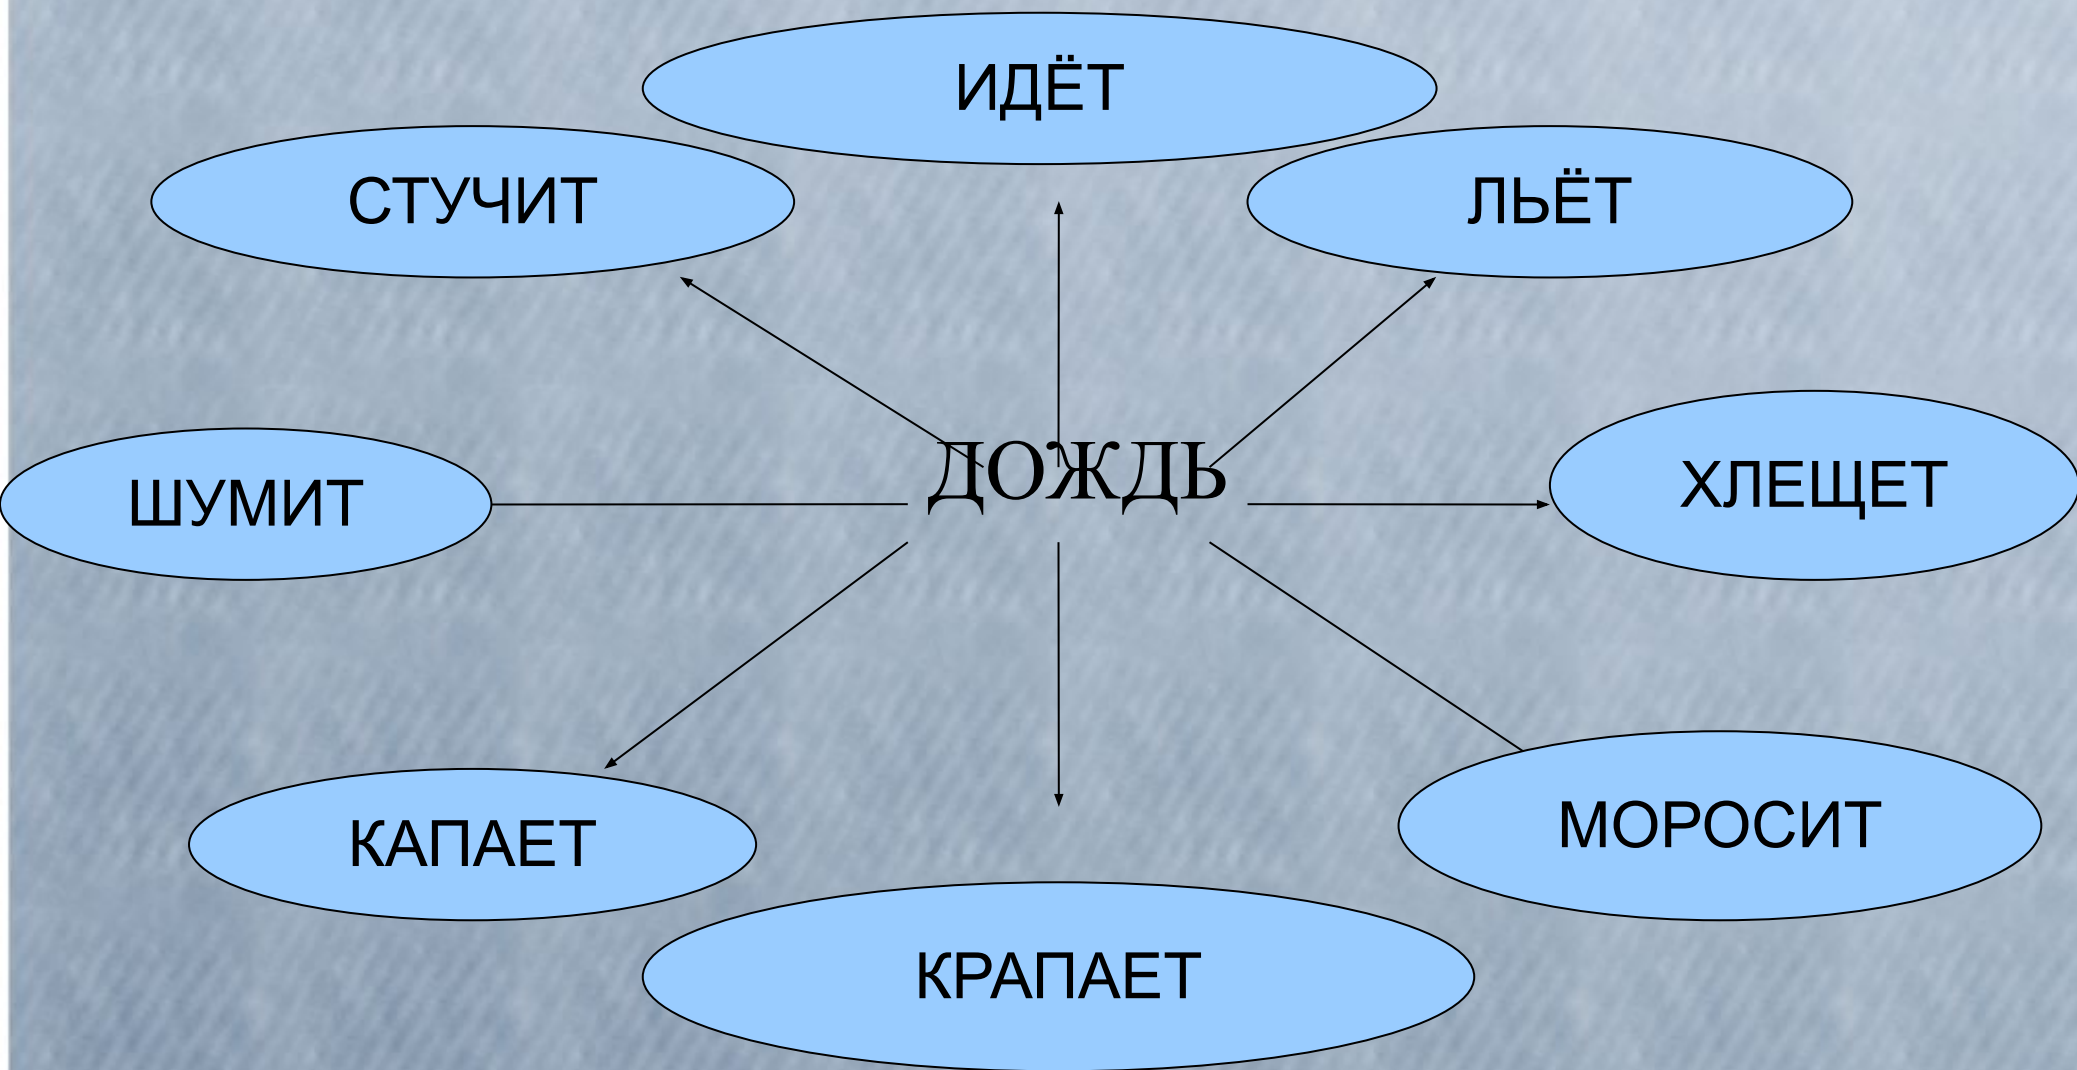 ИДЁТ
СТУЧИТ
ЛЬЁТ
ДОЖДЬ
ШУМИТ
ХЛЕЩЕТ
КАПАЕТ
МОРОСИТ
КРАПАЕТ